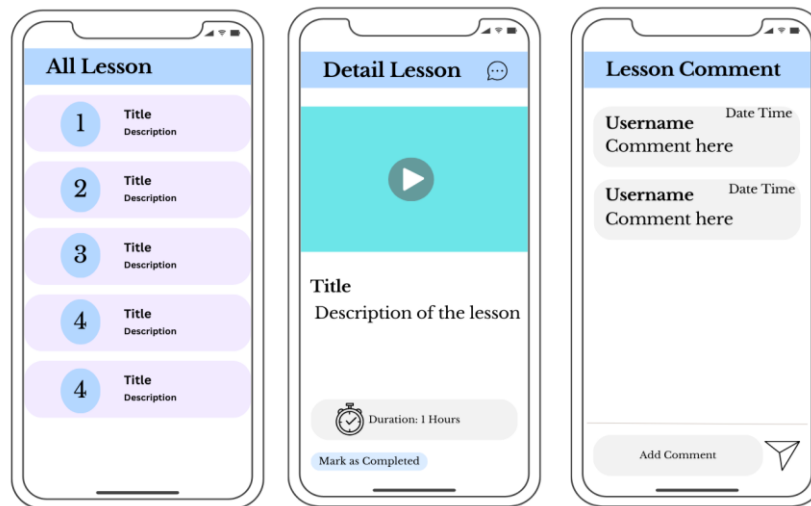 All Lesson
1
Title
Description
2
Title
Description
3
Title
Description
4
Title
Description
4
Title
Description
Detail Lesson
Title
Description of the lesson
Duration: 1 Hours
Mark as Completed
Lesson Comment
Username
Date Time
Comment here
Username
Date Time
Comment here
Add Comment